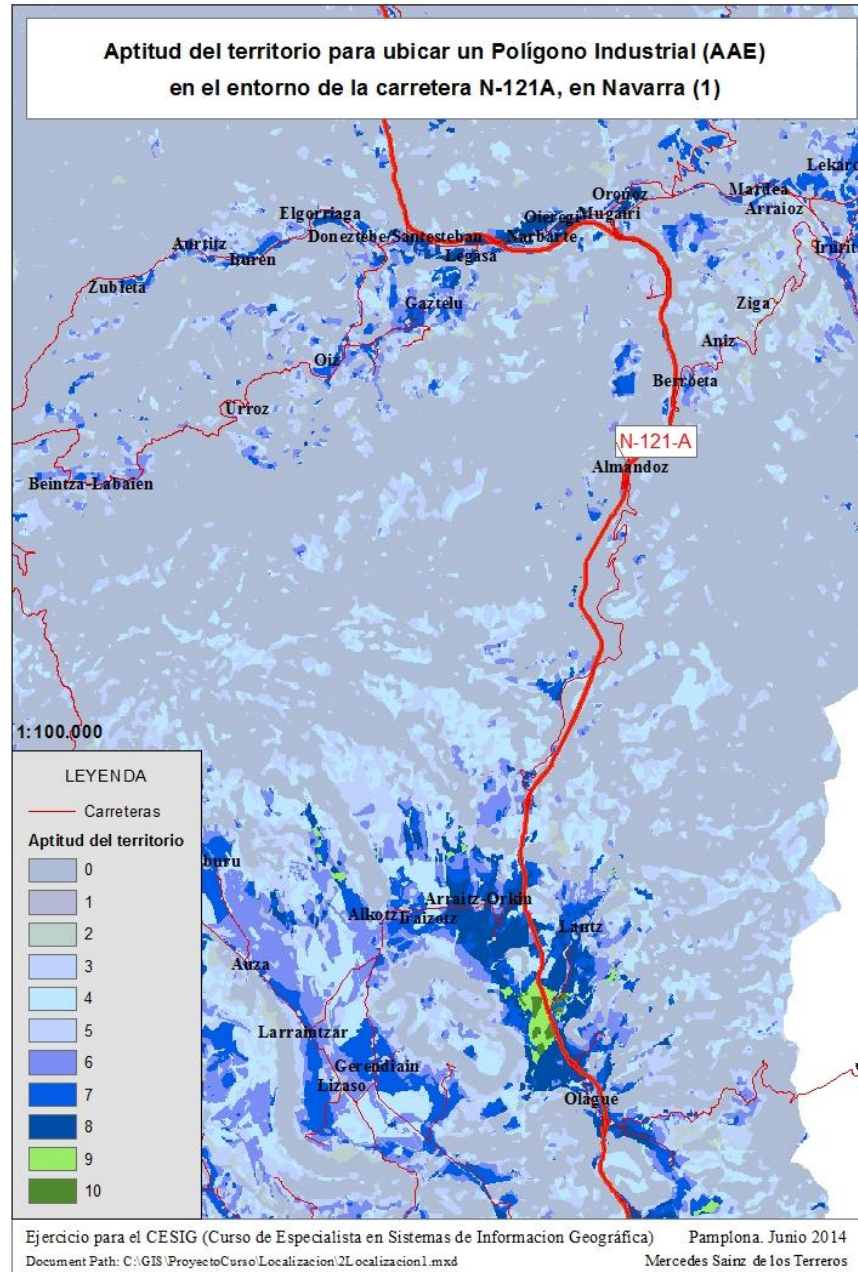 Aptitud del territorio para ubicar un Polígono Industrial (AAE)
en el entorno de la carretera N-121A, en Navarra (1)
Lekaro
Oronoz
Mardea
Elgorriaga
Oieregi
Mugairi
Arraioz
Aurtitz
Doneztebe/Santesteban
Narbarte
Irurit
Ituren
Legasa
Zubieta
Gaztelu
Ziga
Aniz
Oiz
Berroeta
Urroz
N-121-A
Almandoz
Beintza-Labaien
1:100.000
LEYENDA
Carreteras
Aptitud del territorio
0
1
2
3
4
5
6
7
8
9
10
buru
Arraitz-Orkin
Alkotz
Iraizotz
Lantz
Auza
Larraintzar
Gerendiain
Lizaso
Olague
Ejercicio para el CESIG (Curso de Especialista en Sistemas de Informacion Geográfica) Pamplona. Junio 2014
Document Path: C:\GIS\ProyectoCurso\Localizacion\2Localizacion1.mxd Mercedes Sainz de los Terreros